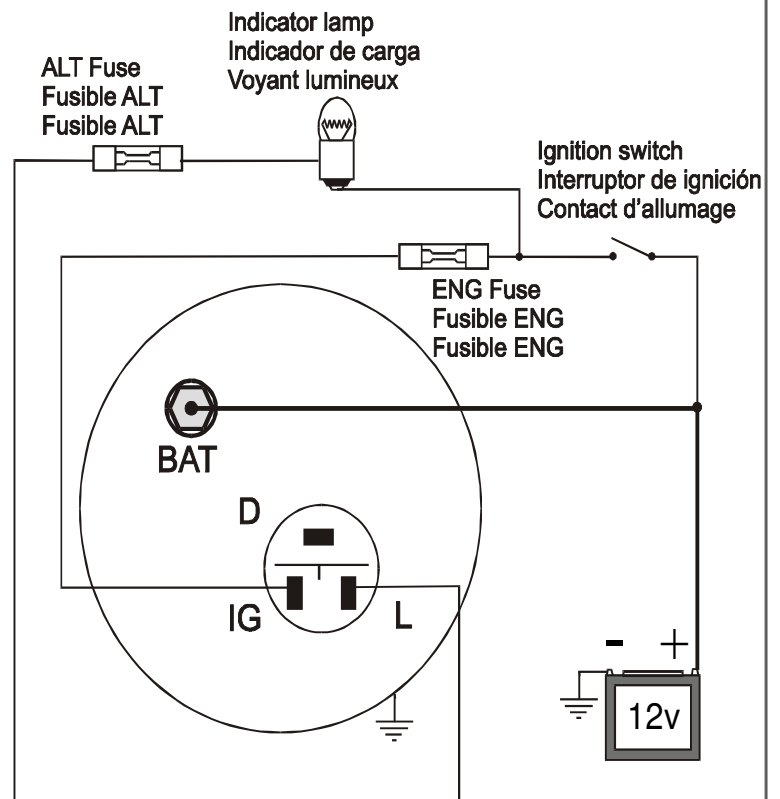 Indicator lamp
Indicador de carga
Voyant lumineux
ALT Fuse
Fusible ALT
Fusible ALT
Ignition switch
Interruptor de ignición
Contact d'allumage
ENG Fuse
Fusible ENG
Fusible ENG
BAT
D
IG
L
- +
12v